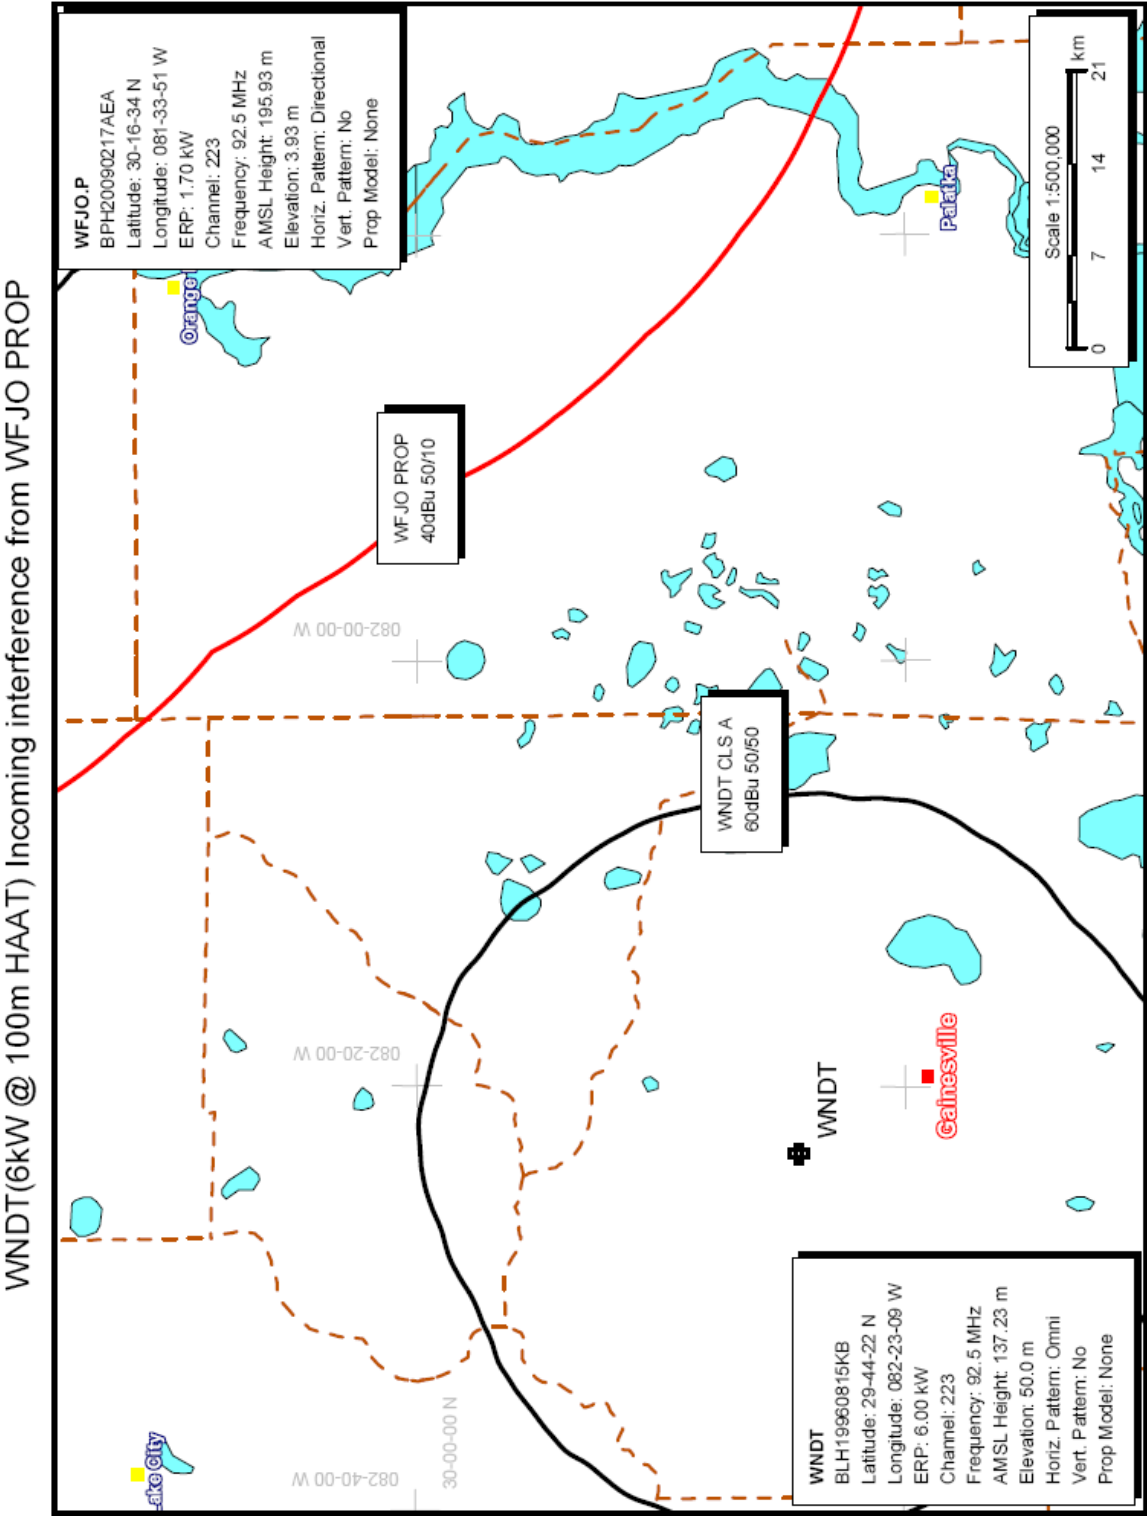 WNDT(6kW @ 100m HAAT) Incoming interference from WFJO PROP
WFJO.P
BPH20090217AEA
Latitude: 30-16-34 N
Longitude: 081-33-51 W
ERP: 1.70 kW
Channel: 223
Frequency: 92.5 MHz
AMSL Height: 195.93 m
Elevation: 3.93 m
Horiz. Pattern: Directional
Vert. Pattern: No
Prop Model: None
Orange
WFJO PROP
40dBu 50/10
Palatka
Scale 1:500,000
0 7 14 21
km
082-00-00 W
WNDT CLS A
60dBu 50/50
082-20-00 W
WNDT
Gainesville
ake City
082-40-00 W
30-00-00 N
WNDT
BLH19960815KB
Latitude: 29-44-22 N
Longitude: 082-23-09 W
ERP: 6.00 kW
Channel: 223
Frequency: 92.5 MHz
AMSL Height: 137.23 m
Elevation: 50.0 m
Horiz. Pattern: Omni
Vert. Pattern: No
Prop Model: None